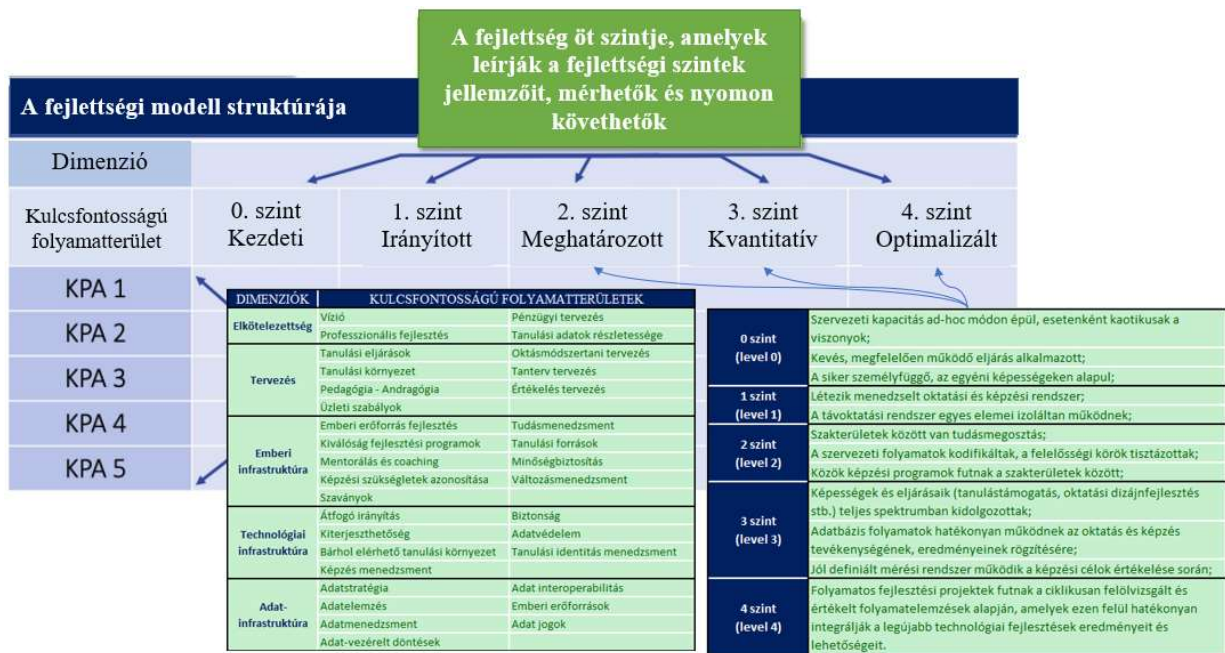 A fejlettség öt szintje, amelyek
leírják a fejlettségi szintek
jellemzőit, mérhetők és nyomon
követhetők
A fejlettségi modell struktúrája
Dimenzió
Kulcsfontosságú
folyamatterület
0. szint
Kezdeti
1. szint
Irányított
2. szint
Meghatározott
3. szint
Kvantitatív
4. szint
Optimalizált
KPA 1
KPA 2
KPA 3
KPA 4
KPA 5
DIMENZIÓK KULCSFONTOSSÁGÚ FOLYAMATTERÜLETEK
Elkötelezettség
Vízió Pénzügyi tervezés
Professzionális fejlesztés Tanulási adatok részletessége
Tervezés
Tanulási eljárások Oktásmódszertani tervezés
Tanulási környezet Tanterv tervezés
Pedagógia - Andragógia Értékelés tervezés
Üzleti szabályok
Emberi
infrastruktúra
Emberi erőforrás fejlesztés Tudásmenedzsment
Kiválóság fejlesztési programok Tanulási források
Mentorálás és coaching Minőségbiztosítás
Képzési szükségletek azonosítása Változásmenedzsment
Szaványok
Technológiai
infrastruktúra
Átfogó irányítás Biztonság
Kiterjeszthetőség Adatvédelem
Bárhol elérhető tanulási környezet Tanulási identitás menedzsment
Képzés menedzsment
Adat-
infrastruktúra
Adatstratégia Adat interoperabilitás
Adatelemzés Emberi erőforrások
Adatmenedzsment Adat jogok
Adat-vezérelt döntések
0 szint
(level 0)
Szervezeti kapacitás ad-hoc módon épül, esetenként kaotikusak a
viszonyok;
Kevés, megfelelően működő eljárás alkalmazott;
A siker személyfüggő, az egyéni képességeken alapul;
1 szint
(level 1)
Létezik menedzselt oktatási és képzési rendszer;
A távoktatási rendszer egyes elemei izoláltan működnek;
2 szint
(level 2)
Szakterületek között van tudásmegosztás;
A szervezeti folyamatok kodifikáltak, a felelősségi körök tisztázottak;
Közök képzési programok futnak a szakterületek között;
3 szint
(level 3)
Képességek és eljárásaik (tanulástámogatás, oktatási dizájnfejlesztés
stb.) teljes spektrumban kidolgozottak;
Adatbázis folyamatok hatékonyan működnek az oktatás és képzés
tevékenységének, eredményeinek rögzítésére;
Jól definiált mérési rendszer működik a képzési célok értékelése során;
4 szint
(level 4)
Folyamatos fejlesztési projektek futnak a ciklikusan felölvizsgált és
értékelt folyamatelemzések alapján, amelyek ezen felül hatékonyan
integrálják a legújabb technológiai fejlesztések eredményeit és
lehetőségeit.